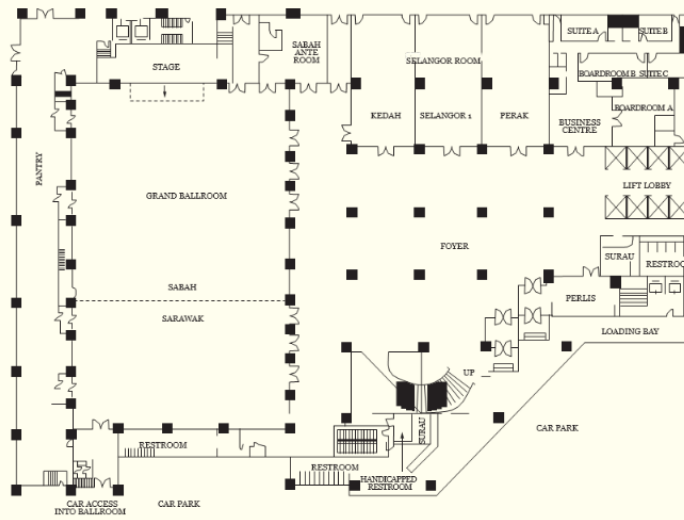 SUITE A
SUITE B
SABAH
ANTE
ROOM
STAGE
SELANGOR ROOM
BOARDROOM B
SUITE C
BOARDROOM A
KEDAH
SELANGOR 1
PERAK
BUSINESS
CENTRE
PANTRY
LIFT LOBBY
GRAND BALLROOM
FOYER
SURAU
RESTROO
SABAH
PERLIS
SARAWAK
LOADING BAY
UP
CAR PARK
SURAU
RESTROOM
RESTROOM
HANDICAPPED
RESTROOM
CAR ACCESS
INTO BALLROOM
CAR PARK